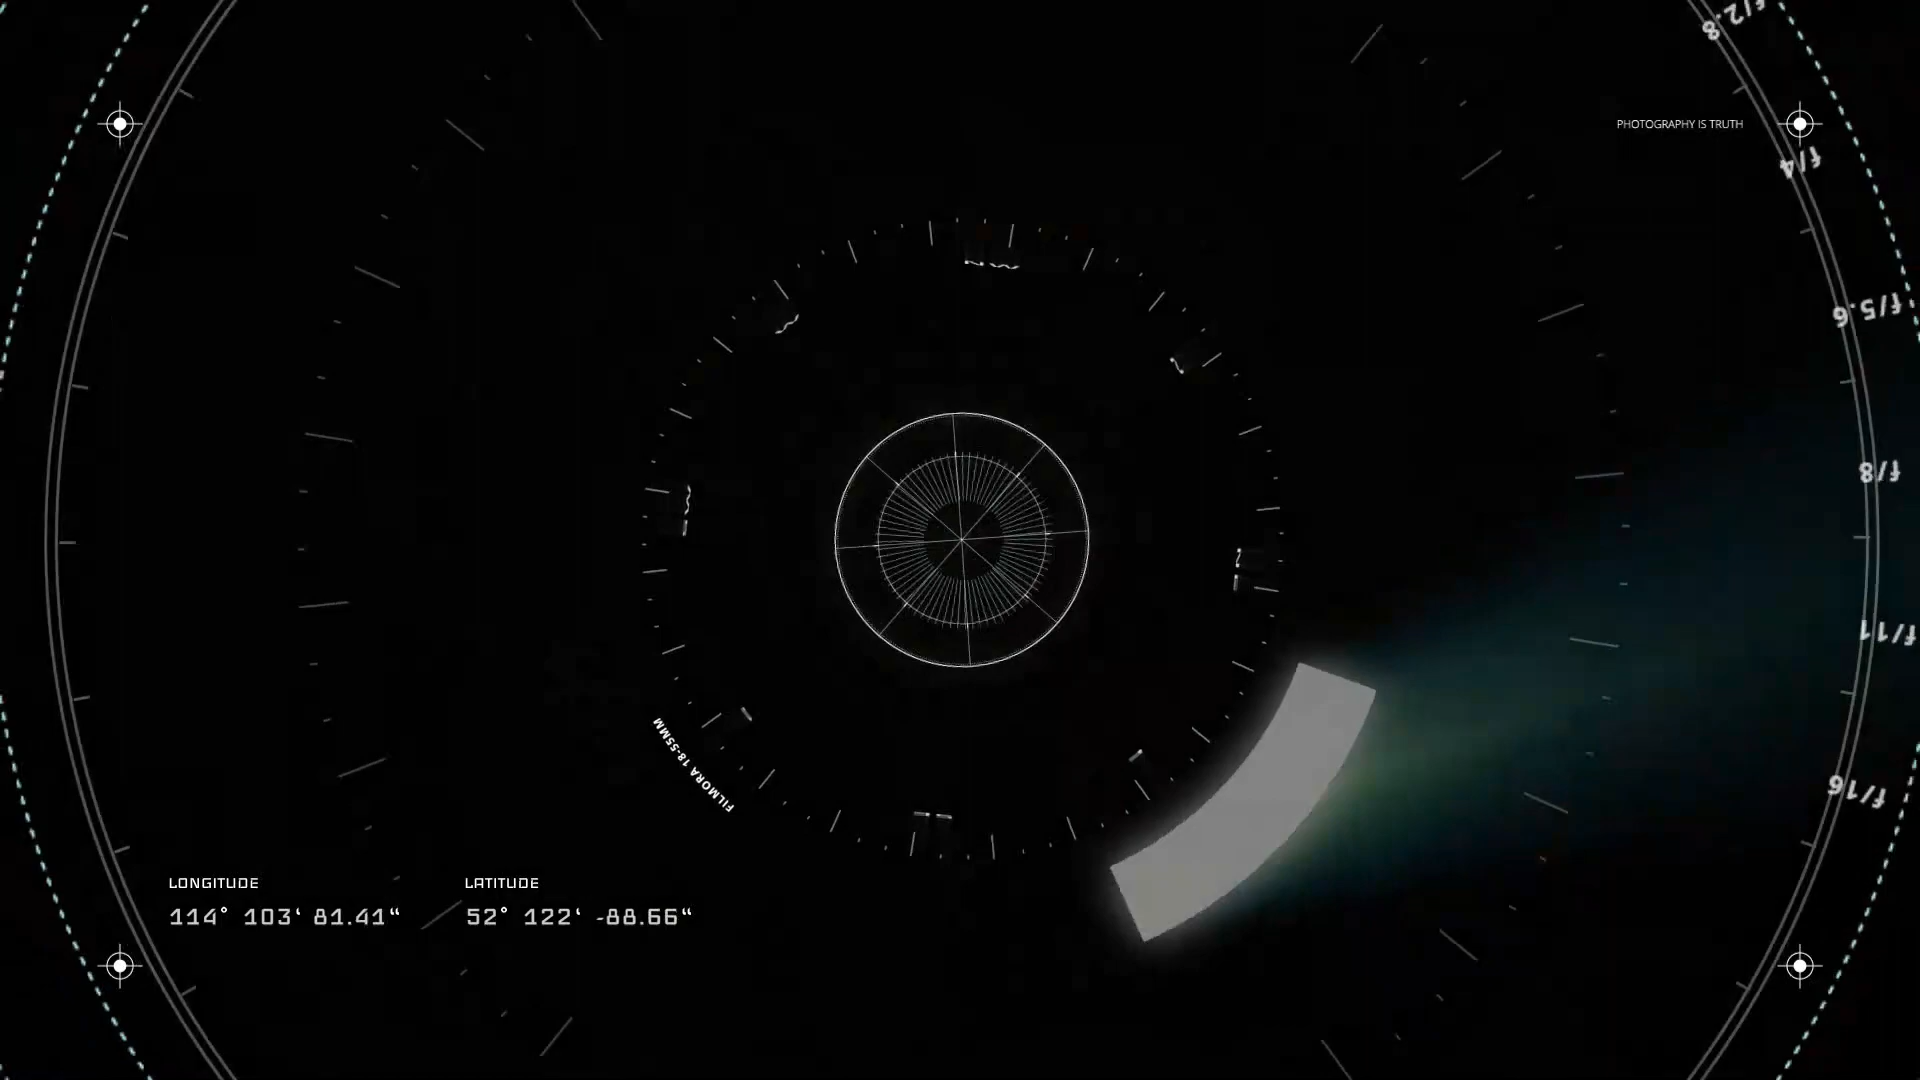 f/2.8
PHOTOGRAPHY IS TRUTH
f/4
f/5.6
f/8
f/11
f/16
FILMORA 18-55MM
LONGITUDE
114° 103‘ 81.41“
LATITUDE
52° 122‘ -88.66“